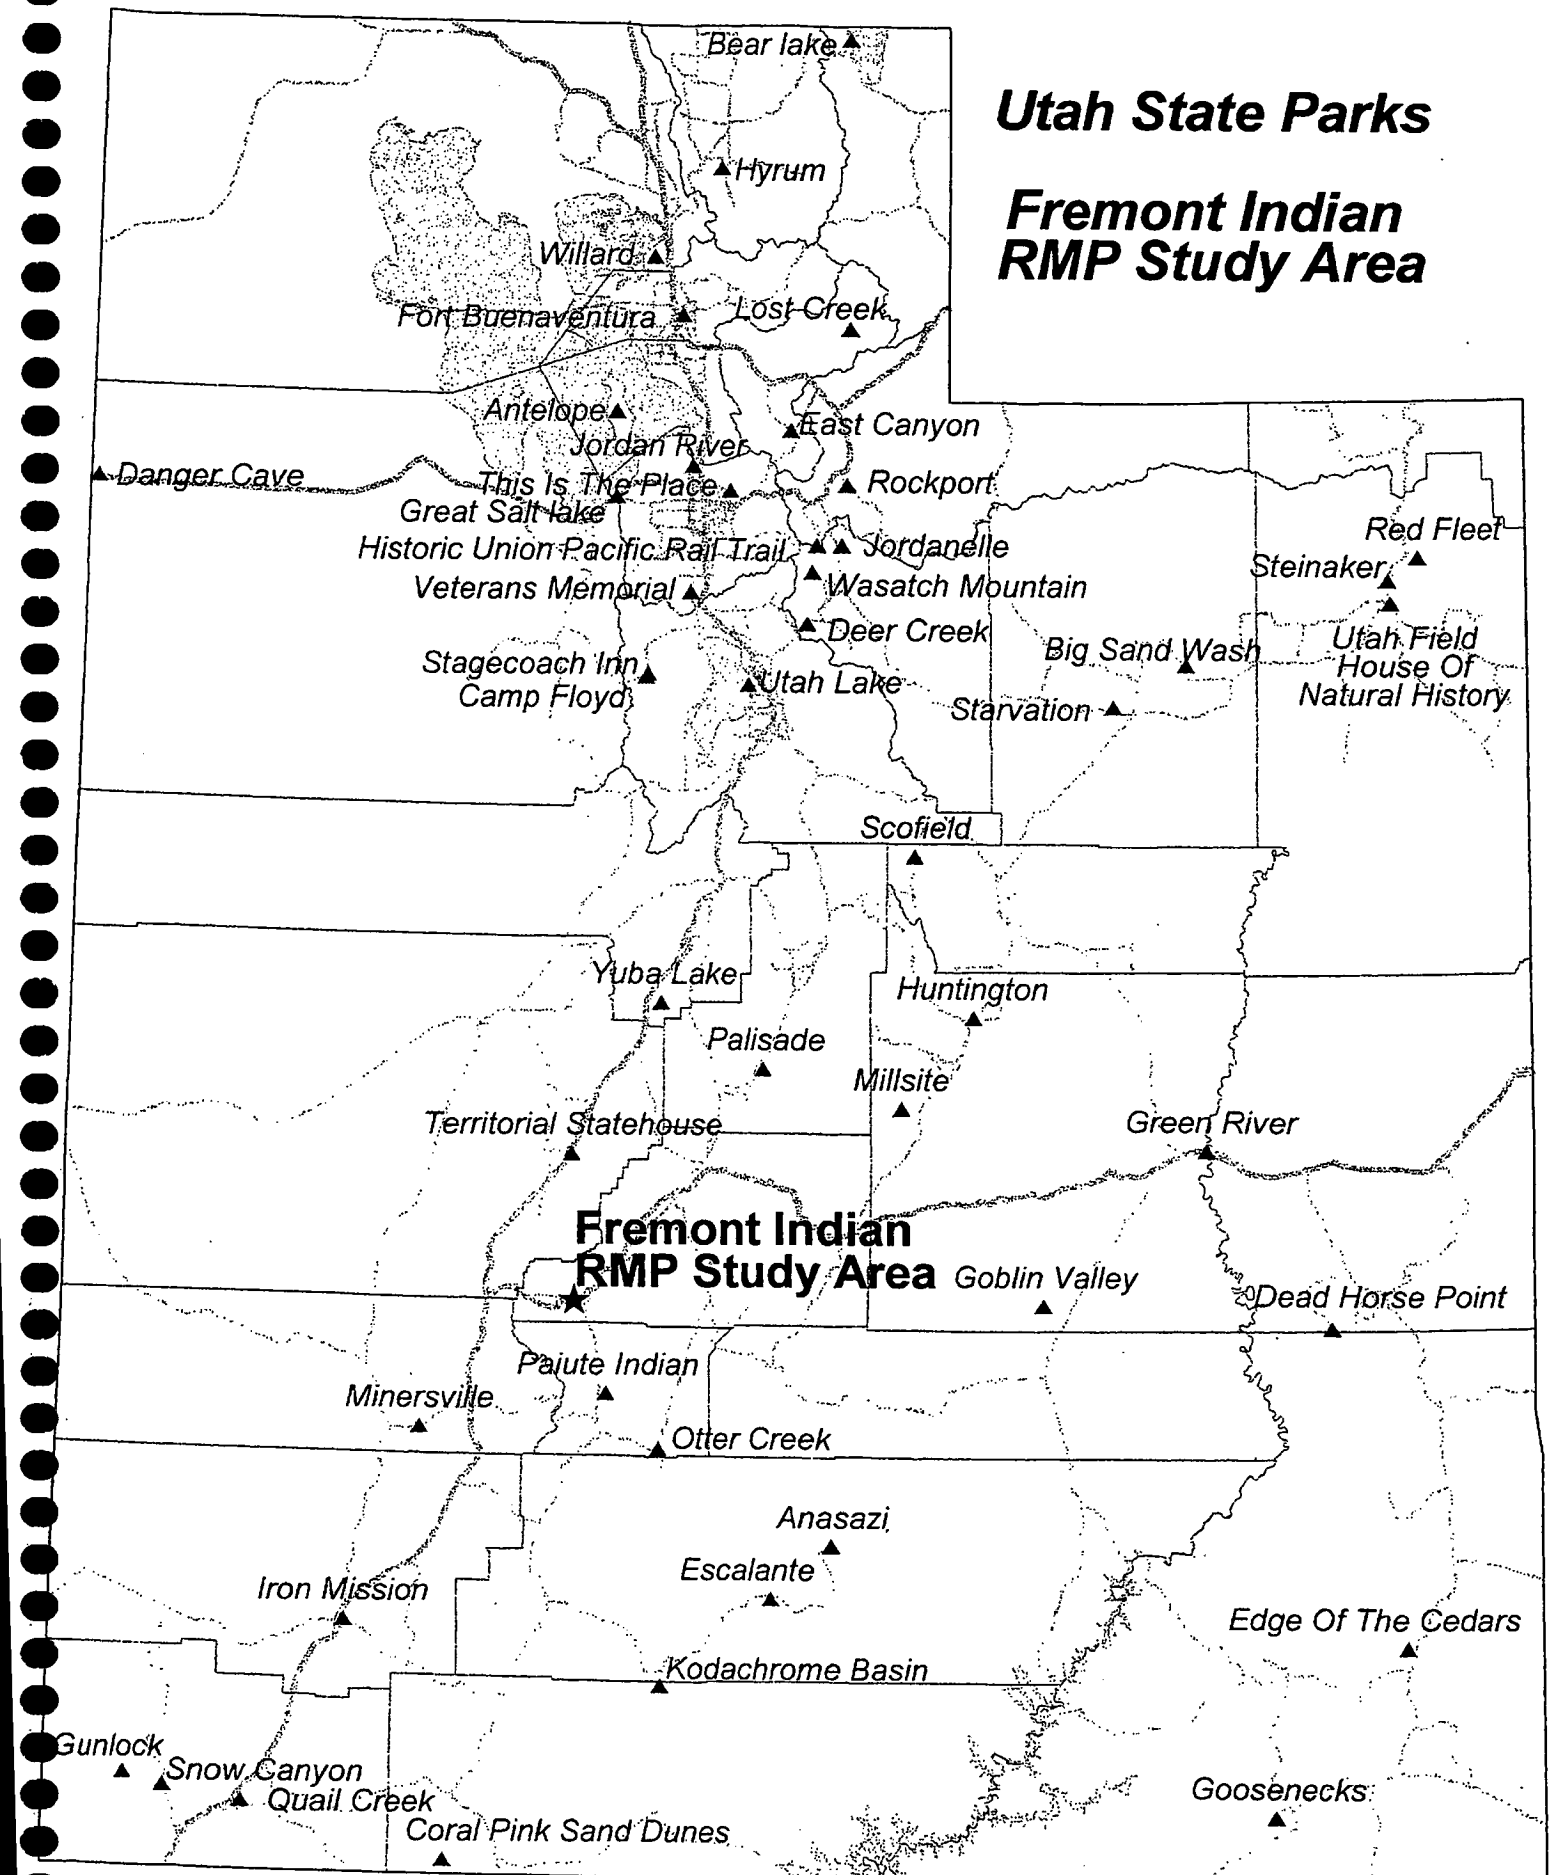 Bear lake
Utah State Parks
Fremont Indian
RMP Study Area
Hyrum
Willard
Lost Creek
Fort Buenaventura
Antelope
East Canyon
Jordan River
Danger Cave
This Is The Place
Rockport
Great Salt lake
Red Fleet
Historic Union Pacific Rail Trail
Jordanelle
Steinaker
Veterans Memorial
Wasatch Mountain
Deer Creek
Big Sand Wash
Utah Field
House Of
Natural History
Stagecoach Inn
Camp Floyd
Utah Lake
Starvation
Scofield
Yuba Lake
Huntington
Palisade
Millsite
Territorial Statehouse
Green River
Fremont Indian
RMP Study Area
Goblin Valley
Dead Horse Point
Paiute Indian
Minersville
Otter Creek
Anasazi
Escalante
Iron Mission
Edge Of The Cedars
Kodachrome Basin
Gunlock
Snow Canyon
Quail Creek
Goosenecks
Coral Pink Sand Dunes